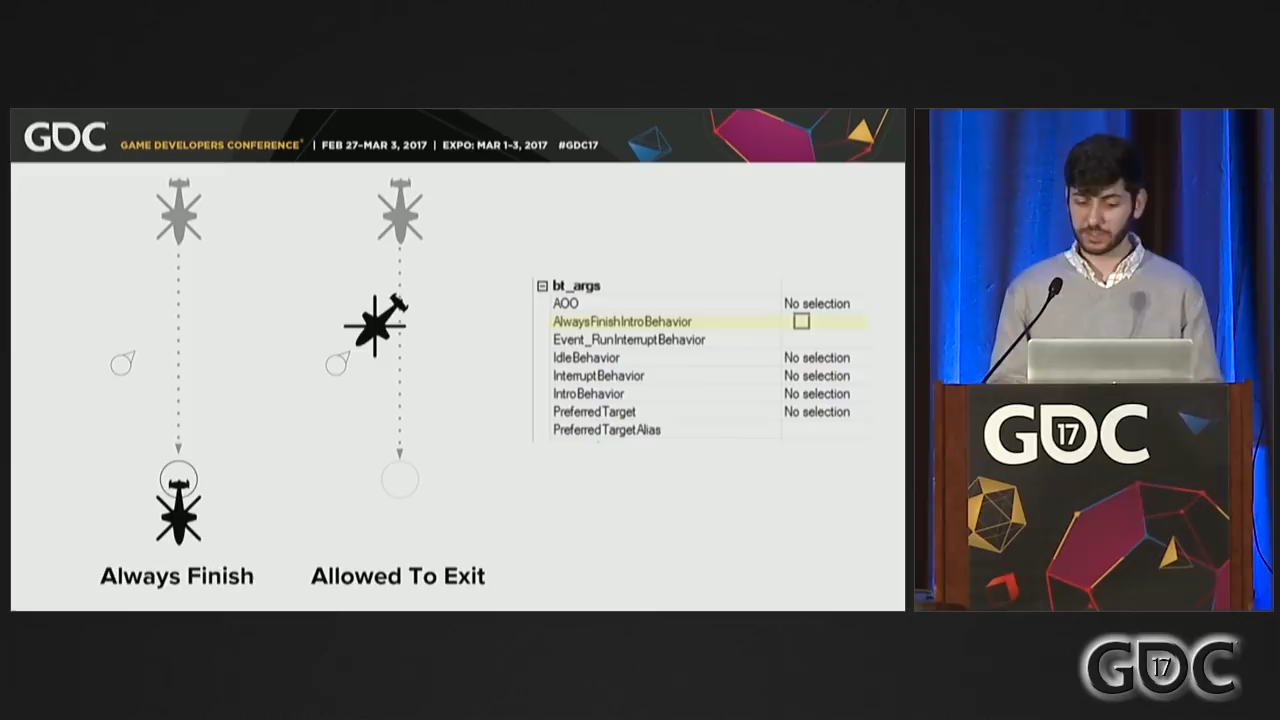 GDC GAME DEVELOPERS CONFERENCE® | FEB 27–MAR 3, 2017 | EXPO: MAR 1–3, 2017 #GDC17
bt_args
AOO No selection
AlwaysFinishIntroBehavior
Event_RunInterruptBehavior
IdleBehavior No selection
InterruptBehavior No selection
IntroBehavior No selection
PreferredTarget No selection
PreferredTargetAlias
Always Finish Allowed To Exit
GDC 17
GDC 17